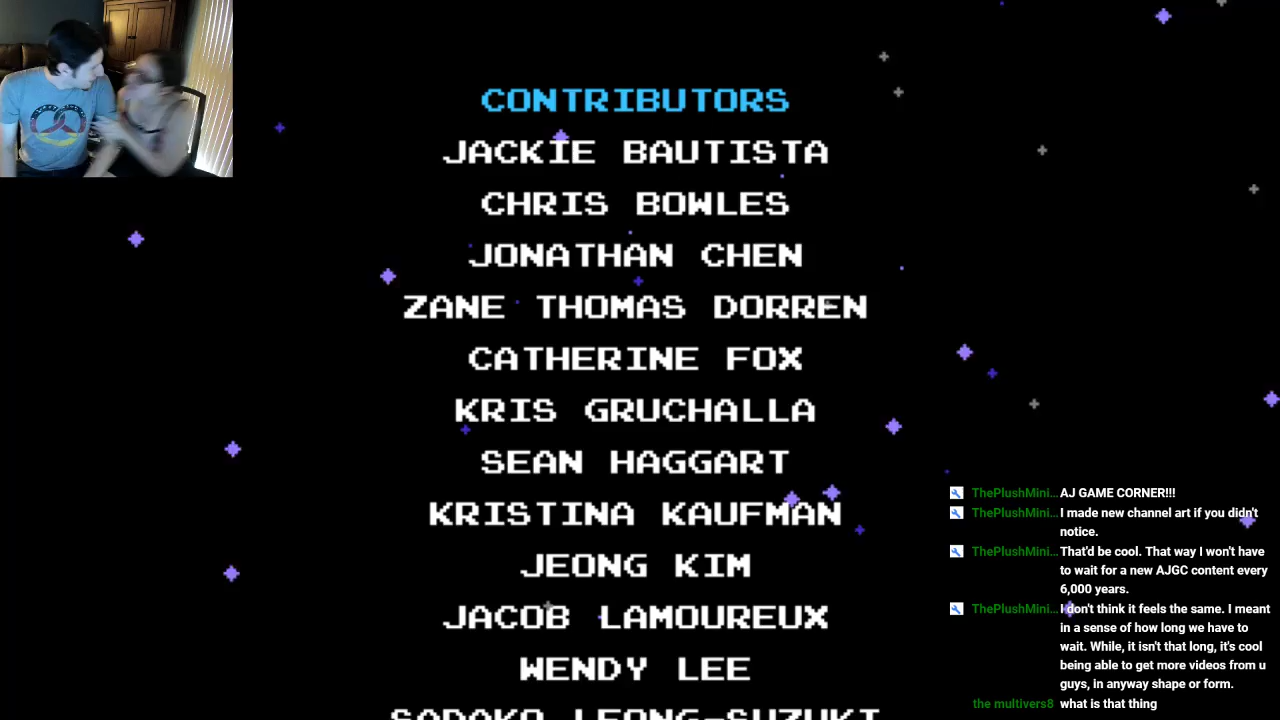 CONTRIBUTORS
JACKIE BAUTISTA
CHRIS BOWLES
JONATHAN CHEN
ZANE THOMAS DORREN
CATHERINE FOX
KRIS GRUCHALLA
SEAN HAGGART
KRISTINA KAUFMAN
JEONG KIM
JACOB LAMOUREUX
WENDY LEE
SADAKO LEONG-SUZUKI
ThePlushMini… AJ GAME CORNER!!!
ThePlushMini… I made new channel art if you didn't
notice.
ThePlushMini… That'd be cool. That way I won't have
to wait for a new AJGC content every
6,000 years.
ThePlushMini… I don't think it feels the same. I meant
in a sense of how long we have to
wait. While, it isn't that long, it's cool
being able to get more videos from u
guys, in anyway shape or form.
the multivers8 what is that thing